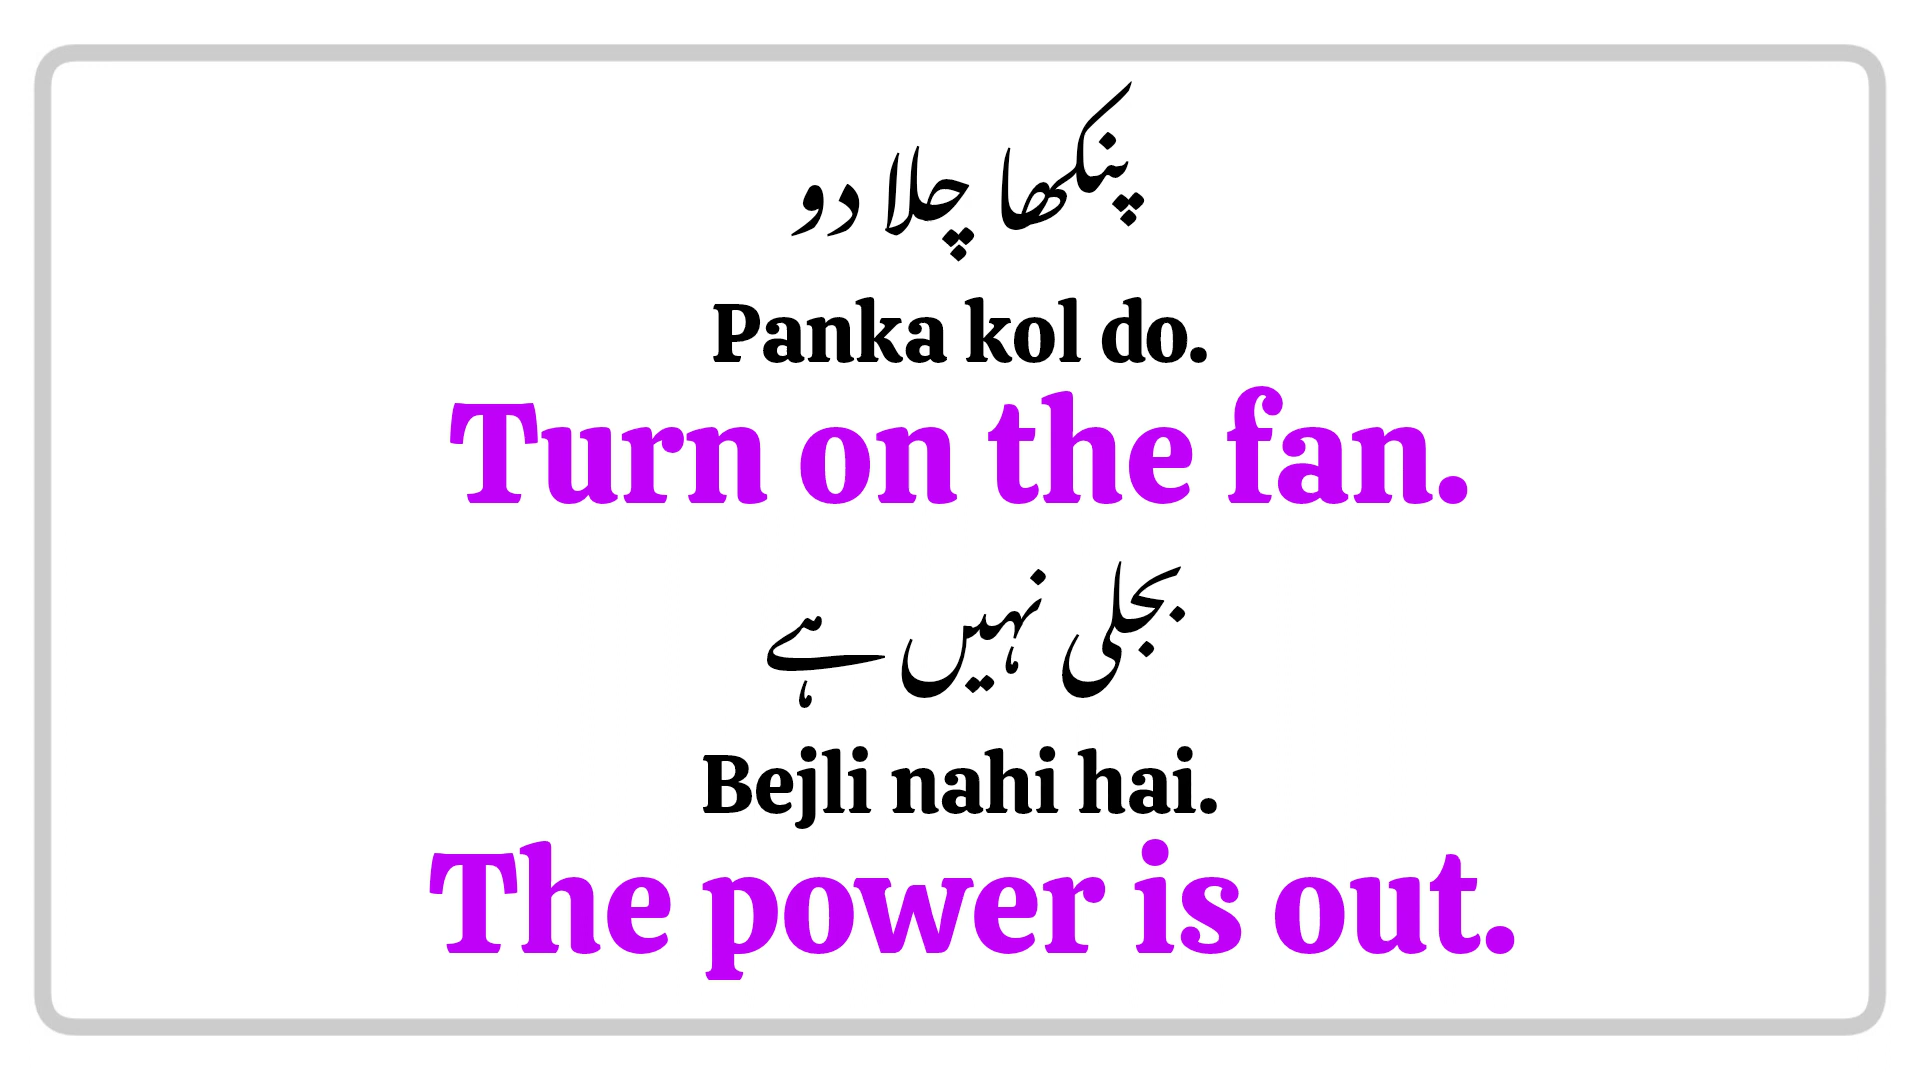 پنکھا چلا دو
Panka kol do.
Turn on the fan.
بجلی نہیں ہے
Bejli nahi hai.
The power is out.